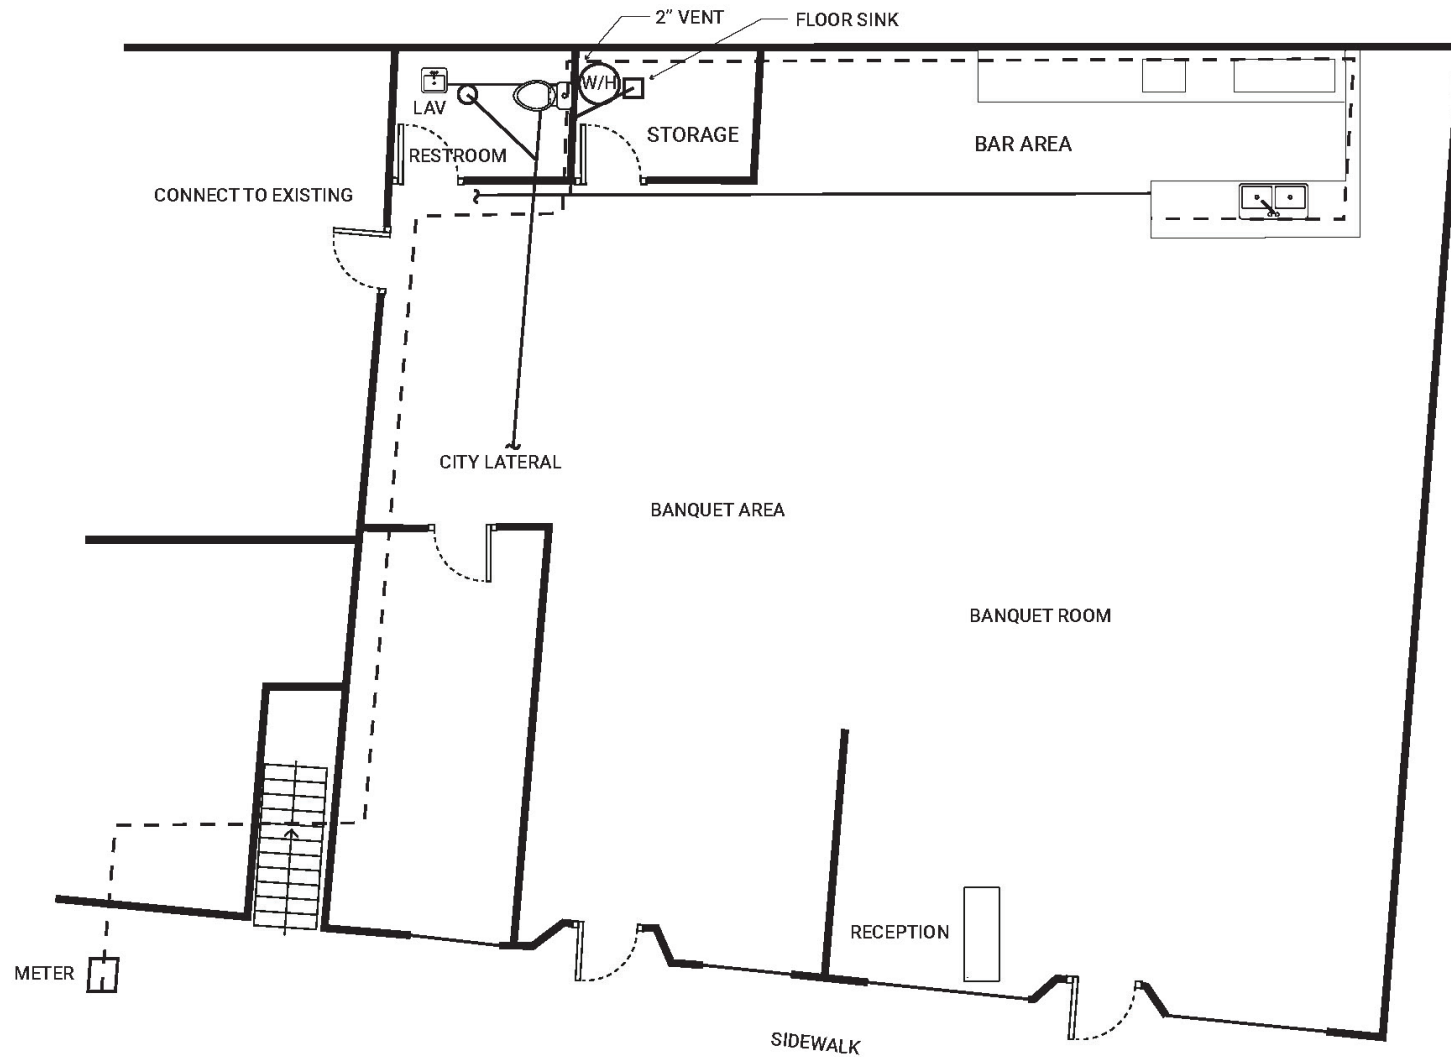 2” VENT
FLOOR SINK
W/H
LAV
STORAGE
BAR AREA
RESTROOM
CONNECT TO EXISTING
CITY LATERAL
BANQUET AREA
BANQUET ROOM
RECEPTION
METER
SIDEWALK